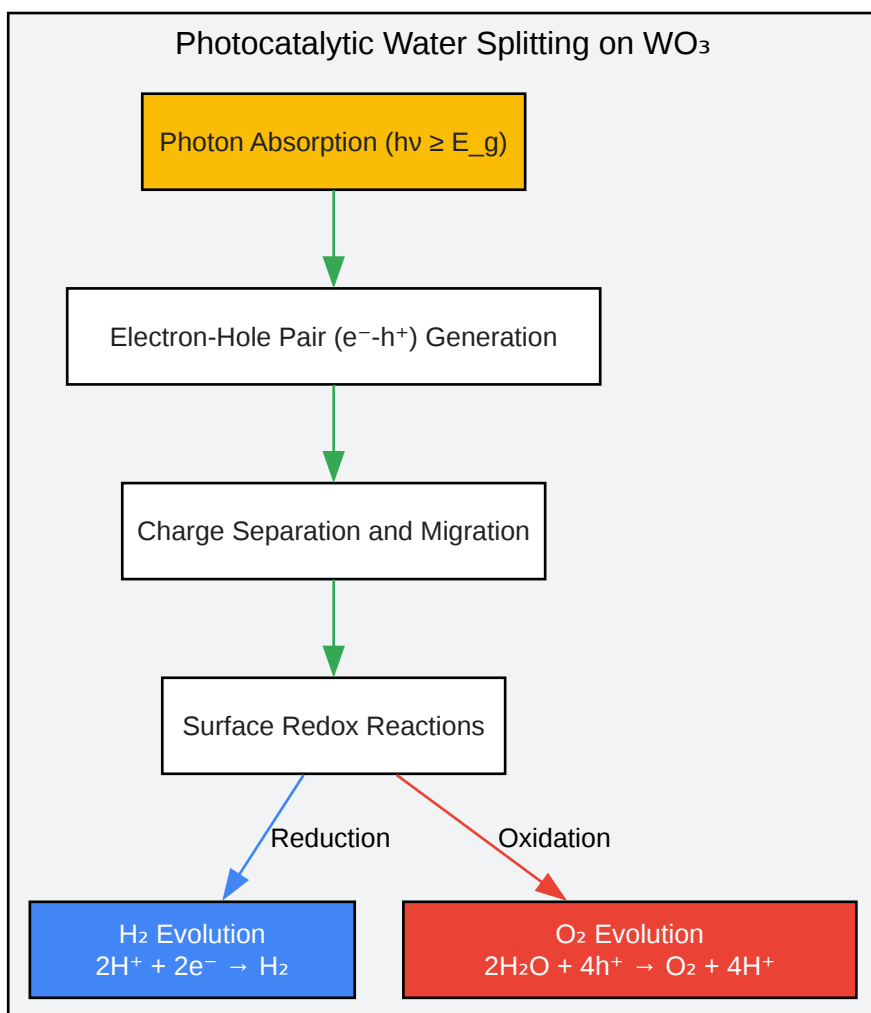 Photocatalytic Water Splitting on WO₃
Photon Absorption (hν ≥ E_g)
Electron-Hole Pair (e⁻-h⁺) Generation
Charge Separation and Migration
Surface Redox Reactions
Reduction
Oxidation
H₂ Evolution
2H⁺ + 2e⁻ → H₂
O₂ Evolution
2H₂O + 4h⁺ → O₂ + 4H⁺